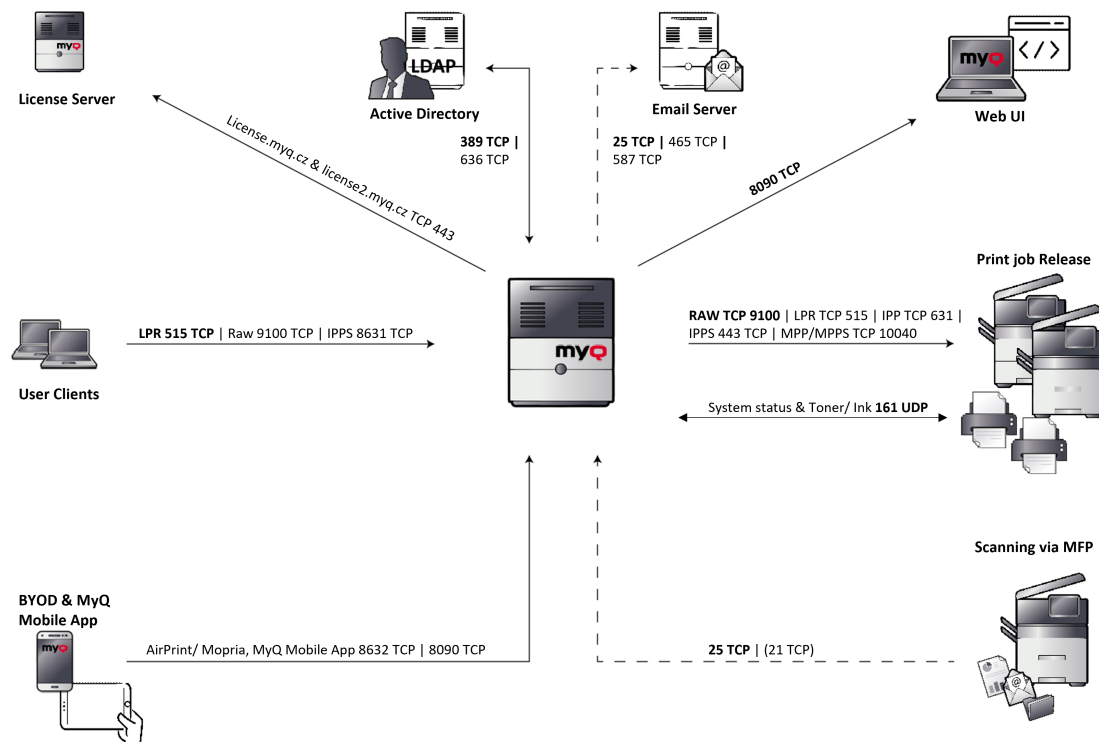 myQ
License Server
LDAP
Active Directory
@
Email Server
myQ
</>
Web UI
License.myq.cz & license2.myq.cz TCP 443
389 TCP |
636 TCP
25 TCP | 465 TCP |
587 TCP
8090 TCP
Print job Release
LPR 515 TCP | Raw 9100 TCP | IPPS 8631 TCP
User Clients
myQ
RAW TCP 9100 | LPR TCP 515 | IPP TCP 631 |
IPPS 443 TCP | MPP/MPPS TCP 10040
System status & Toner/ Ink 161 UDP
Scanning via MFP
BYOD & MyQ
Mobile App
myQ
AirPrint/ Mopria, MyQ Mobile App 8632 TCP | 8090 TCP
25 TCP | (21 TCP)
@